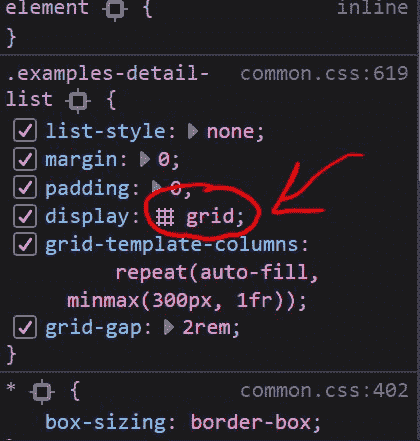 element { inline
}
.examples-detail- common.css:619
list {
list-style: none;
margin: 0;
padding: 0;
display: grid;
grid-template-columns:
repeat(auto-fill,
minmax(300px, 1fr));
grid-gap: 2rem;
}
* { common.css:402
box-sizing: border-box;